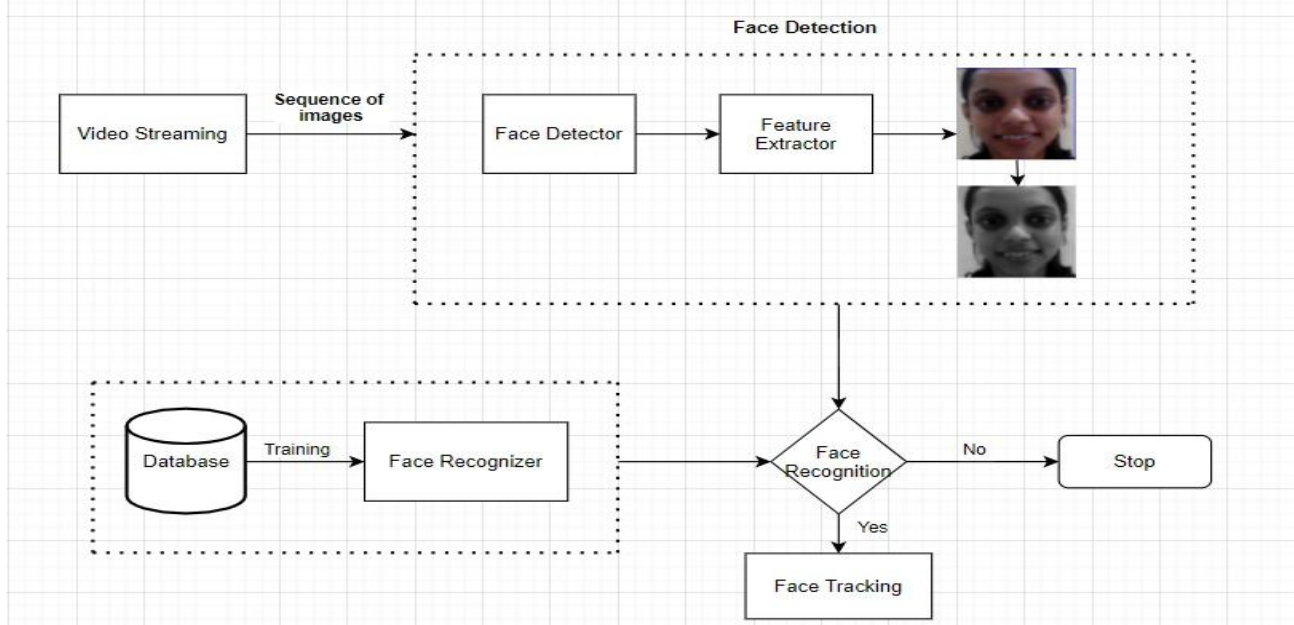 Face Detection
Sequence of
images
Video Streaming
Face Detector
Feature
Extractor
Database
Training
Face Recognizer
Face
Recognition
No
Stop
Yes
Face Tracking